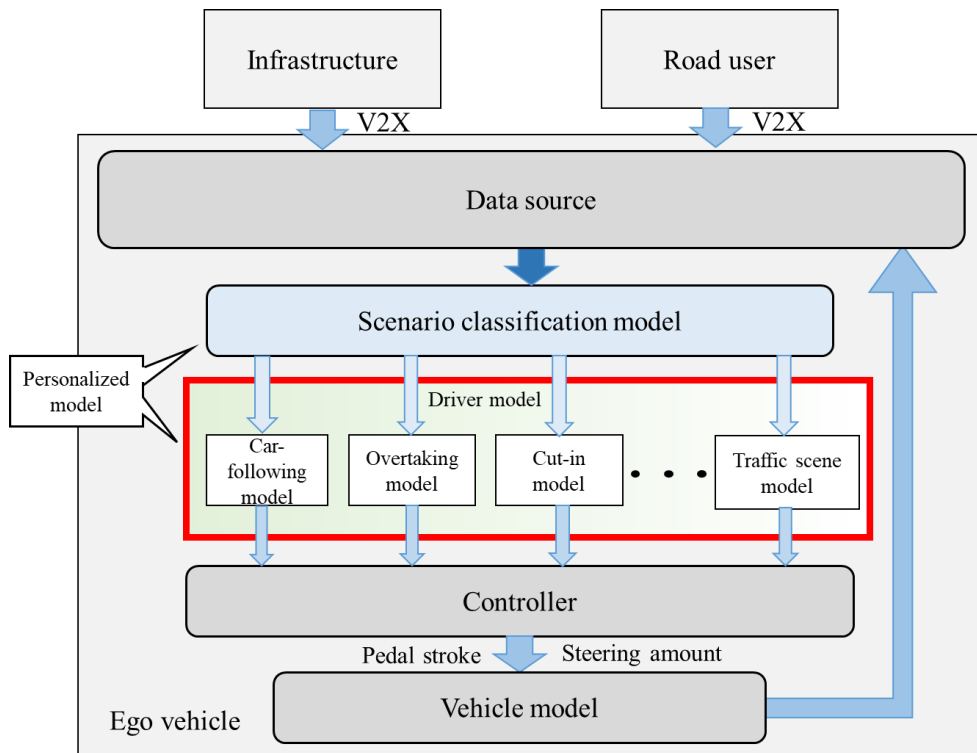 Infrastructure
Road user
V2X
V2X
Data source
Scenario classification model
Personalized
model
Driver model
Car-
following
model
Overtaking
model
Cut-in
model
• • •
Traffic scene
model
Controller
Pedal stroke
Steering amount
Vehicle model
Ego vehicle